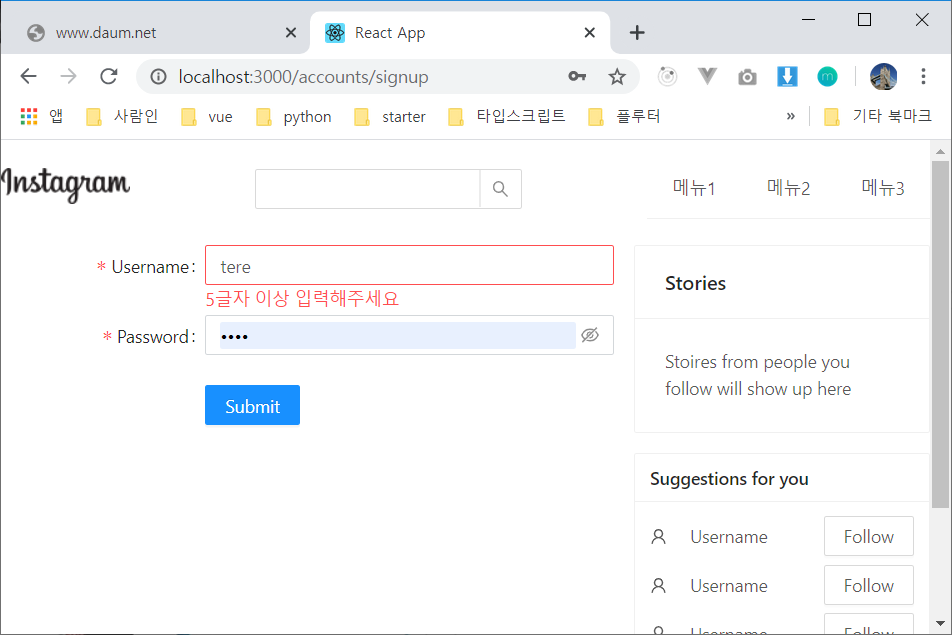 www.daum.net
React App
localhost:3000/accounts/signup
앱 사람인 vue python starter 타입스크립트 플루터 » 기타 북마크
Instagram
메뉴1 메뉴2 메뉴3
* Username: tere
5글자 이상 입력해주세요
* Password: ••••
Submit
Stories
Stoires from people you
follow will show up here
Suggestions for you
Username Follow
Username Follow
Username Follow